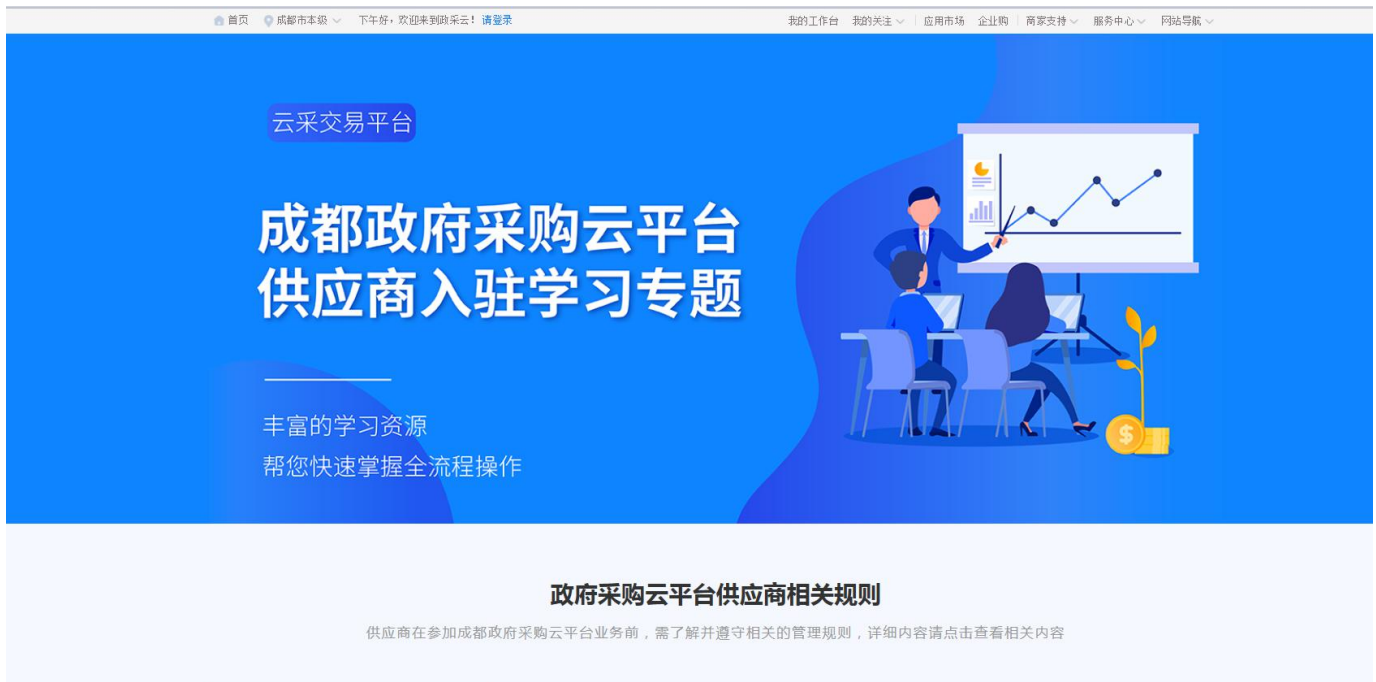 首页 成都市本级 下午好，欢迎来到政采云！请登录 我的工作台 我的关注 应用市场 企业购 商家支持 服务中心 网站导航
云采交易平台
成都政府采购云平台
供应商入驻学习专题
丰富的学习资源
帮您快速掌握全流程操作
政府采购云平台供应商相关规则
供应商在参加成都政府采购云平台业务前，需了解并遵守相关的管理规则，详细内容请点击查看相关内容